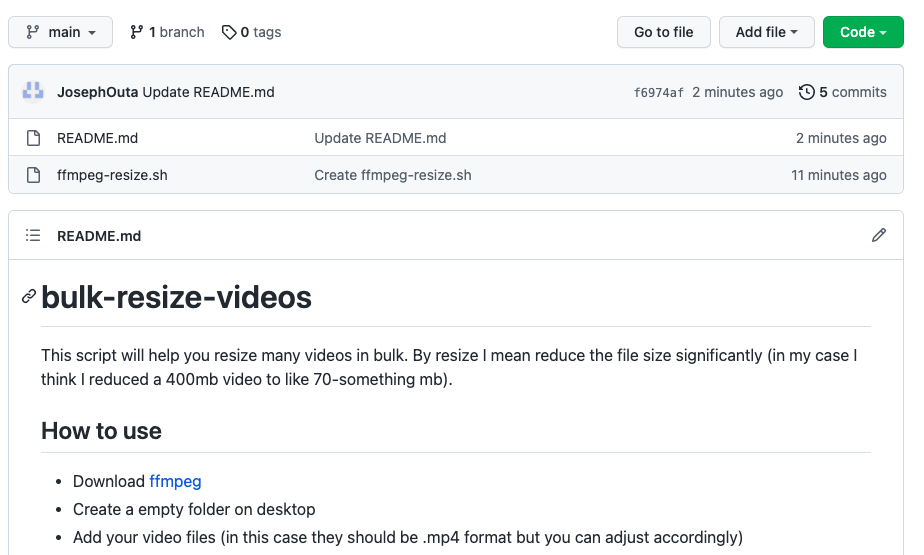 main 1 branch 0 tags Go to file Add file Code
JosephOuta Update README.md f6974af 2 minutes ago 5 commits
README.md Update README.md 2 minutes ago
ffmpeg-resize.sh Create ffmpeg-resize.sh 11 minutes ago
README.md
bulk-resize-videos
This script will help you resize many videos in bulk. By resize I mean reduce the file size significantly (in my case I
think I reduced a 400mb video to like 70-something mb).
How to use
• Download ffmpeg
• Create a empty folder on desktop
• Add your video files (in this case they should be .mp4 format but you can adjust accordingly)